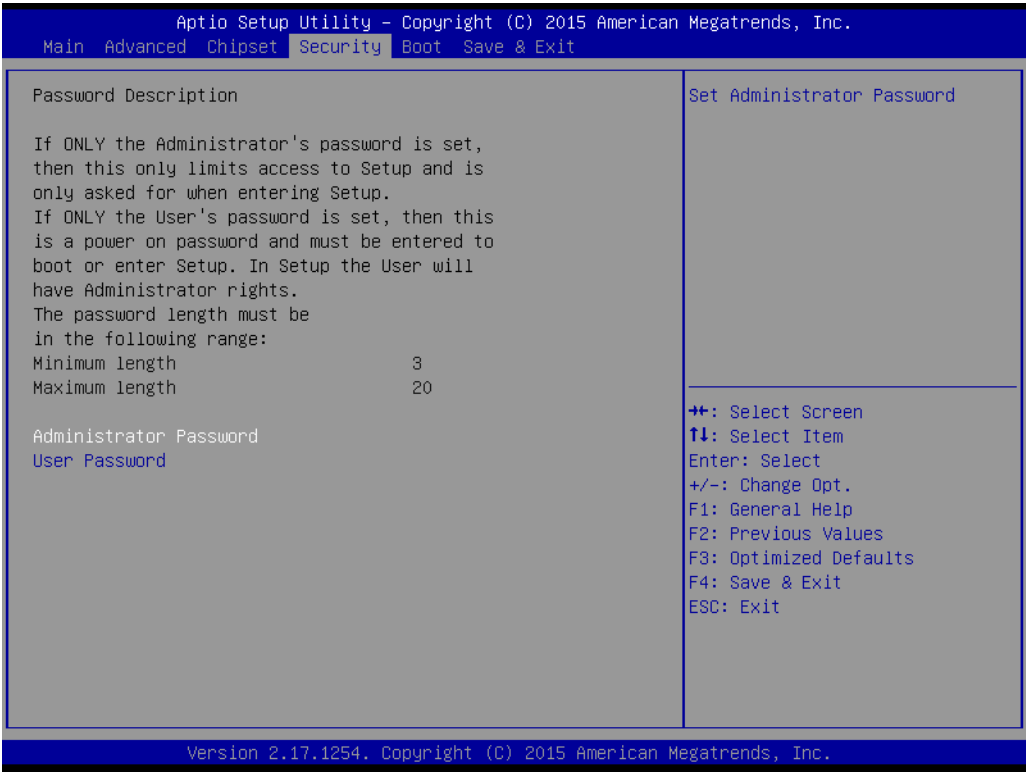 Aptio Setup Utility – Copyright (C) 2015 American Megatrends, Inc.
Main Advanced Chipset Security Boot Save & Exit
Password Description
If ONLY the Administrator's password is set,
then this only limits access to Setup and is
only asked for when entering Setup.
If ONLY the User's password is set, then this
is a power on password and must be entered to
boot or enter Setup. In Setup the User will
have Administrator rights.
The password length must be
in the following range:
Minimum length 3
Maximum length 20
Administrator Password
User Password
Set Administrator Password
→←: Select Screen
↑↓: Select Item
Enter: Select
+/-: Change Opt.
F1: General Help
F2: Previous Values
F3: Optimized Defaults
F4: Save & Exit
ESC: Exit
Version 2.17.1254. Copyright (C) 2015 American Megatrends, Inc.